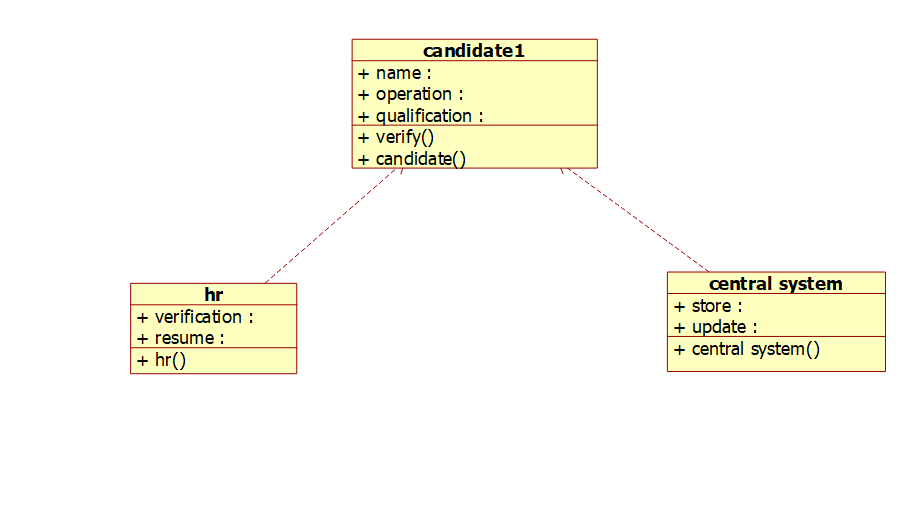 candidate1
+ name :
+ operation :
+ qualification :
+ verify()
+ candidate()
hr
+ verification :
+ resume :
+ hr()
central system
+ store :
+ update :
+ central system()